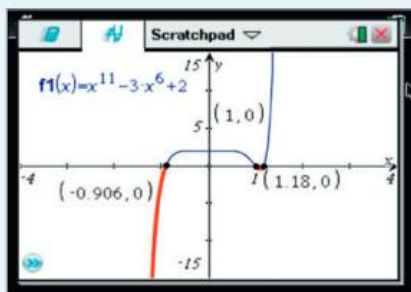 Scratchpad
15 y
f1(x)=x¹¹-3·x⁶+2
(1,0)
5
x
-4
1
4
(-0.906,0)
(1.18,0)
-15